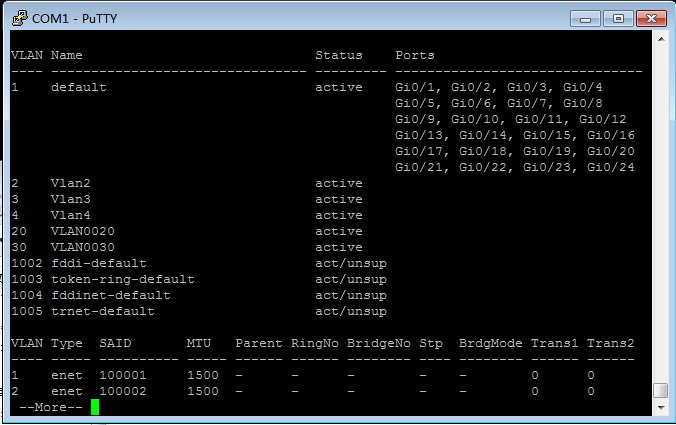 COM1 - PuTTY
VLAN Name                             Status    Ports
---- -------------------------------- --------- -------------------------------
1    default                          active    Gi0/1, Gi0/2, Gi0/3, Gi0/4
                                                Gi0/5, Gi0/6, Gi0/7, Gi0/8
                                                Gi0/9, Gi0/10, Gi0/11, Gi0/12
                                                Gi0/13, Gi0/14, Gi0/15, Gi0/16
                                                Gi0/17, Gi0/18, Gi0/19, Gi0/20
                                                Gi0/21, Gi0/22, Gi0/23, Gi0/24
2    Vlan2                            active
3    Vlan3                            active
4    Vlan4                            active
20   VLAN0020                         active
30   VLAN0030                         active
1002 fddi-default                     act/unsup
1003 token-ring-default               act/unsup
1004 fddinet-default                  act/unsup
1005 trnet-default                    act/unsup
VLAN Type  SAID       MTU   Parent RingNo BridgeNo Stp  BrdgMode Trans1 Trans2
---- ----- ---------- ----- ------ ------ -------- ---- -------- ------ ------
1    enet  100001     1500  -      -      -        -    -        0      0
2    enet  100002     1500  -      -      -        -    -        0      0
 --More--